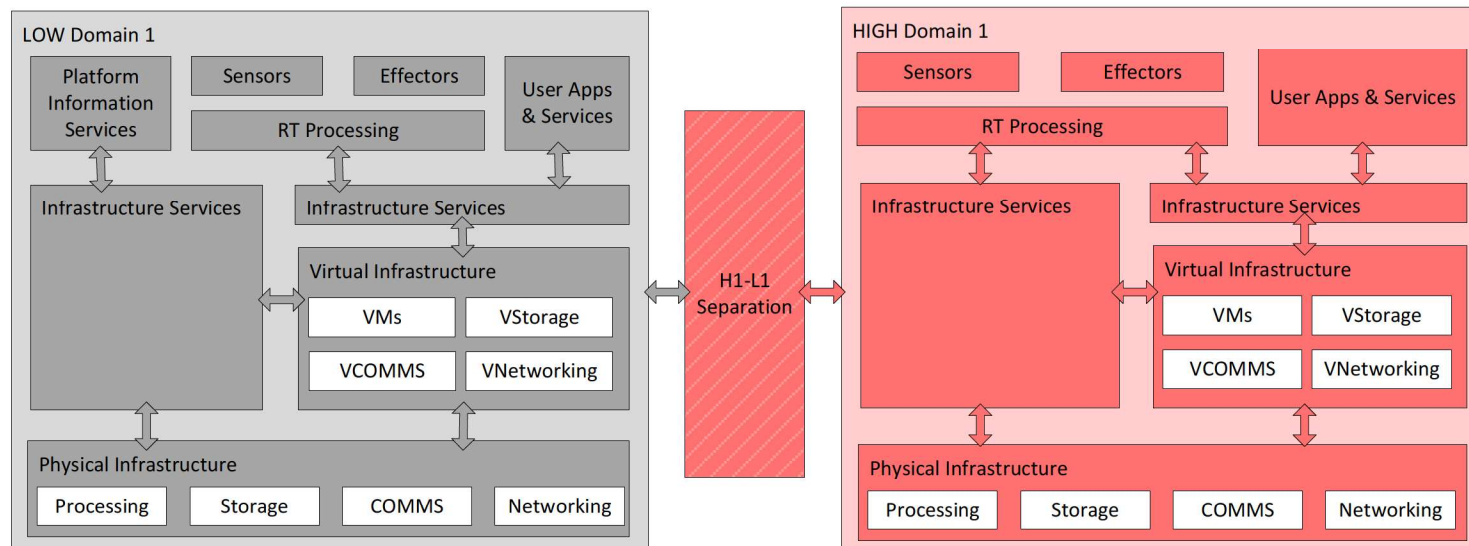 LOW Domain 1
Platform
Information
Services
Sensors
Effectors
User Apps
& Services
RT Processing
Infrastructure Services
Infrastructure Services
Virtual Infrastructure
VMs
VStorage
VCOMMS
VNetworking
Physical Infrastructure
Processing
Storage
COMMS
Networking
H1-L1
Separation
HIGH Domain 1
Sensors
Effectors
User Apps & Services
RT Processing
Infrastructure Services
Infrastructure Services
Virtual Infrastructure
VMs
VStorage
VCOMMS
VNetworking
Physical Infrastructure
Processing
Storage
COMMS
Networking